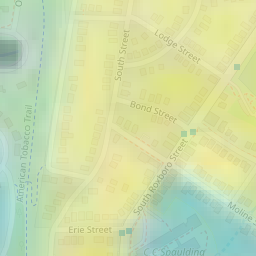 Lodge Street
South Street
Bond Street
American Tobacco Trail
South Roxboro Street
Moline
Erie Street
C C Spaulding